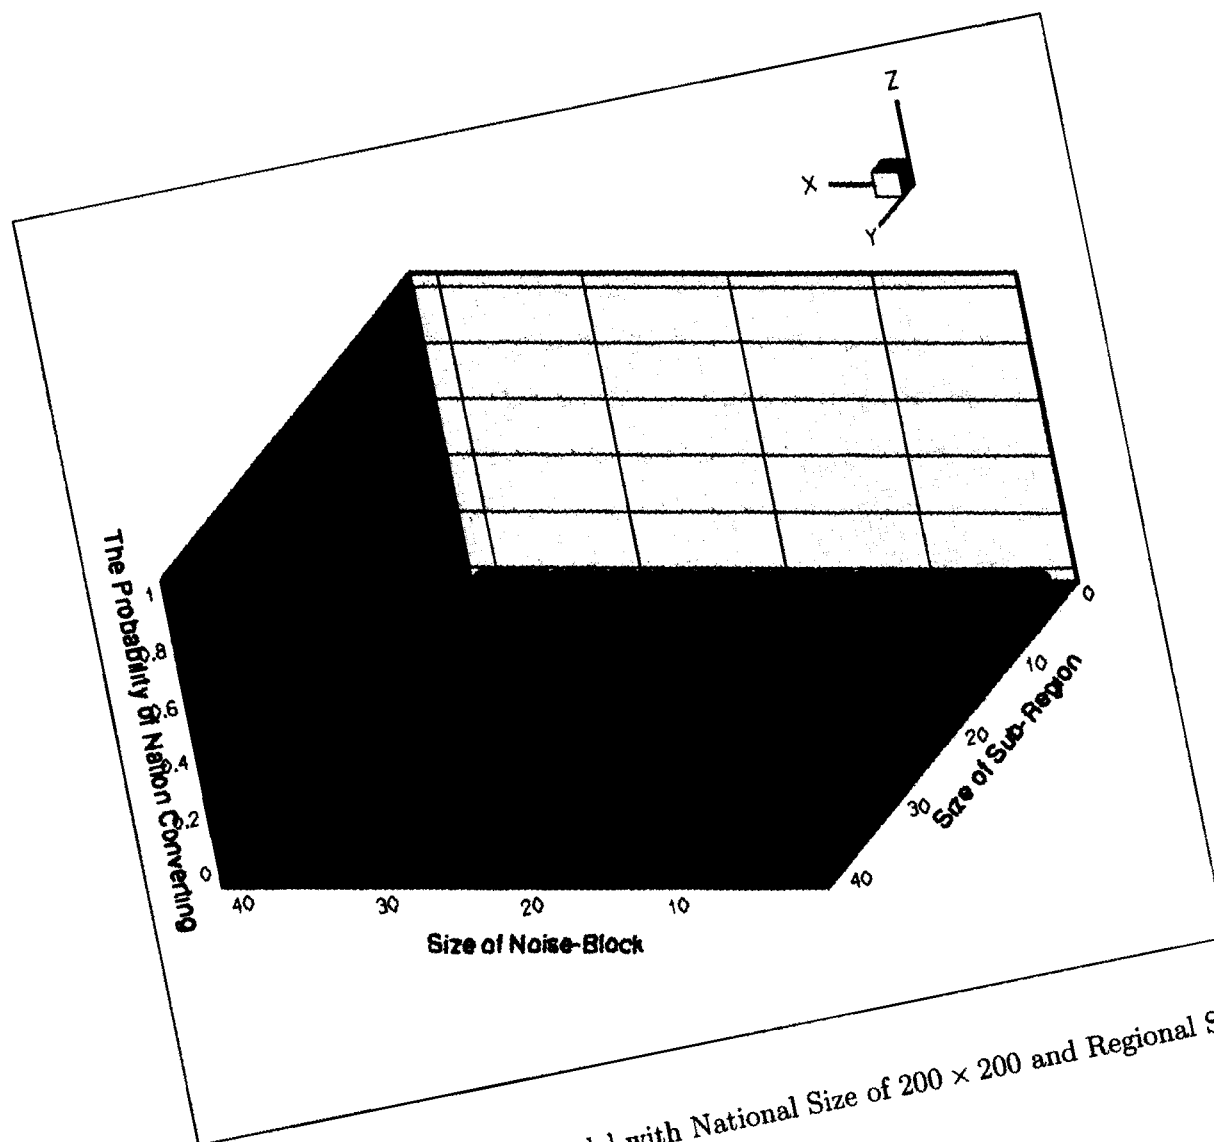 Z
X
Y
The Probability of Nation Converting
1
0.8
0.6
0.4
0.2
0
40
30
20
10
Size of Noise-Block
0
10
20
30
40
Size of Sub-Region
with National Size of 200 × 200 and Regional